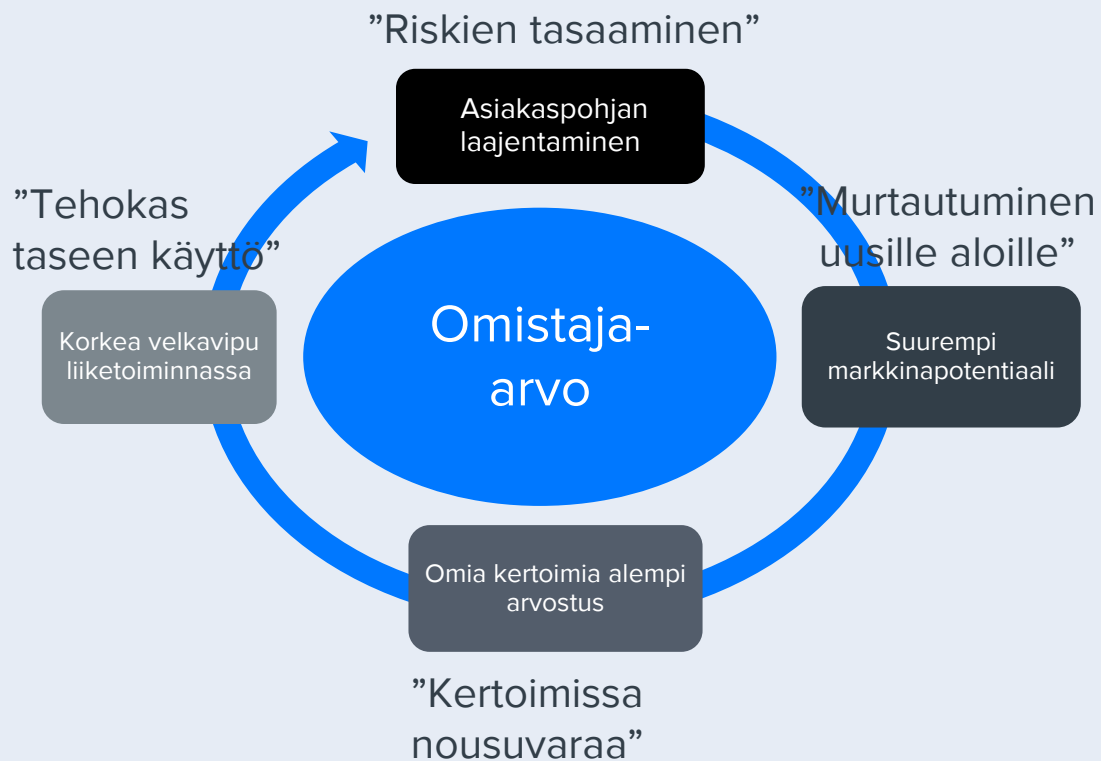 ”Riskien tasaaminen”
Asiakaspohjan
laajentaminen
”Tehokas
taseen käyttö”
”Murtautuminen
uusille aloille”
Korkea velkavipu
liiketoiminnassa
Omistaja-
arvo
Suurempi
markkinapotentiaali
Omia kertoimia alempi
arvostus
”Kertoimissa
nousuvaraa”